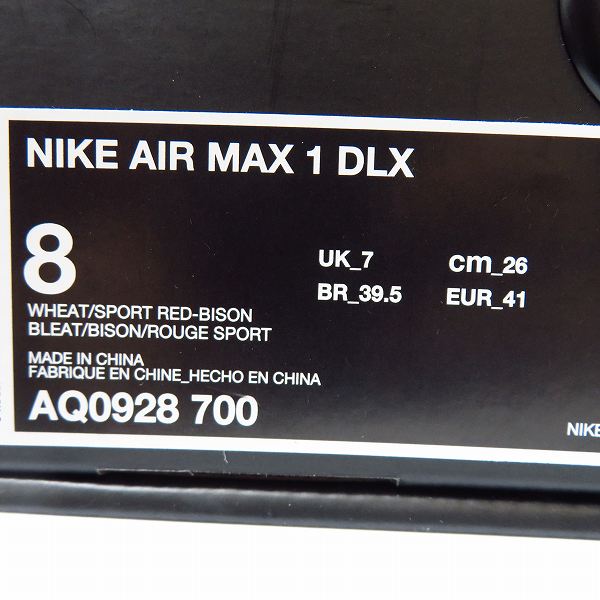 NIKE AIR MAX 1 DLX
8
UK_7 cm_26
BR_39.5 EUR_41
WHEAT/SPORT RED-BISON
BLEAT/BISON/ROUGE SPORT
MADE IN CHINA
FABRIQUE EN CHINE_HECHO EN CHINA
AQ0928 700
NIKE